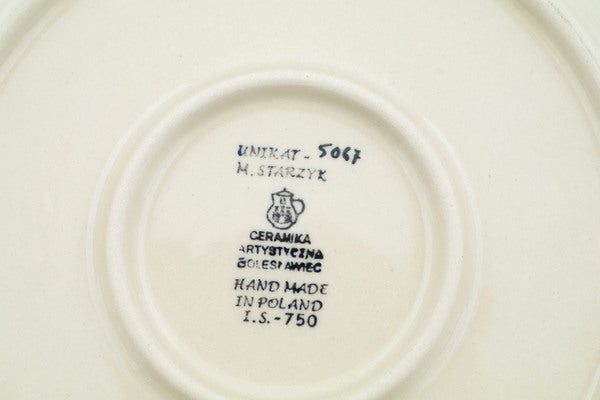 UNIKAT - 5067
M. STARZYK
CERAMIKA
ARTYSTYCZNA
BOLESŁAWIEC
HAND MADE
IN POLAND
I.S.-750